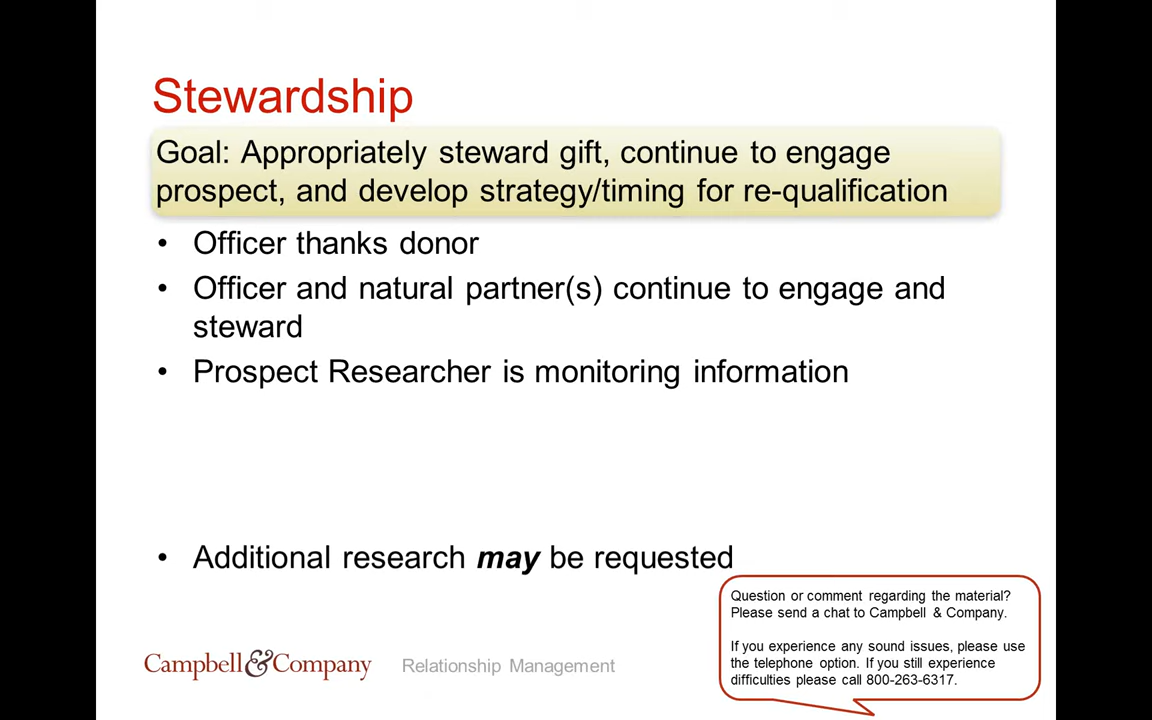 Stewardship
Goal: Appropriately steward gift, continue to engage
prospect, and develop strategy/timing for re-qualification
• Officer thanks donor
• Officer and natural partner(s) continue to engage and
steward
• Prospect Researcher is monitoring information
• Additional research may be requested
Question or comment regarding the material?
Please send a chat to Campbell & Company.
If you experience any sound issues, please use
the telephone option. If you still experience
difficulties please call 800-263-6317.
Campbell&Company Relationship Management